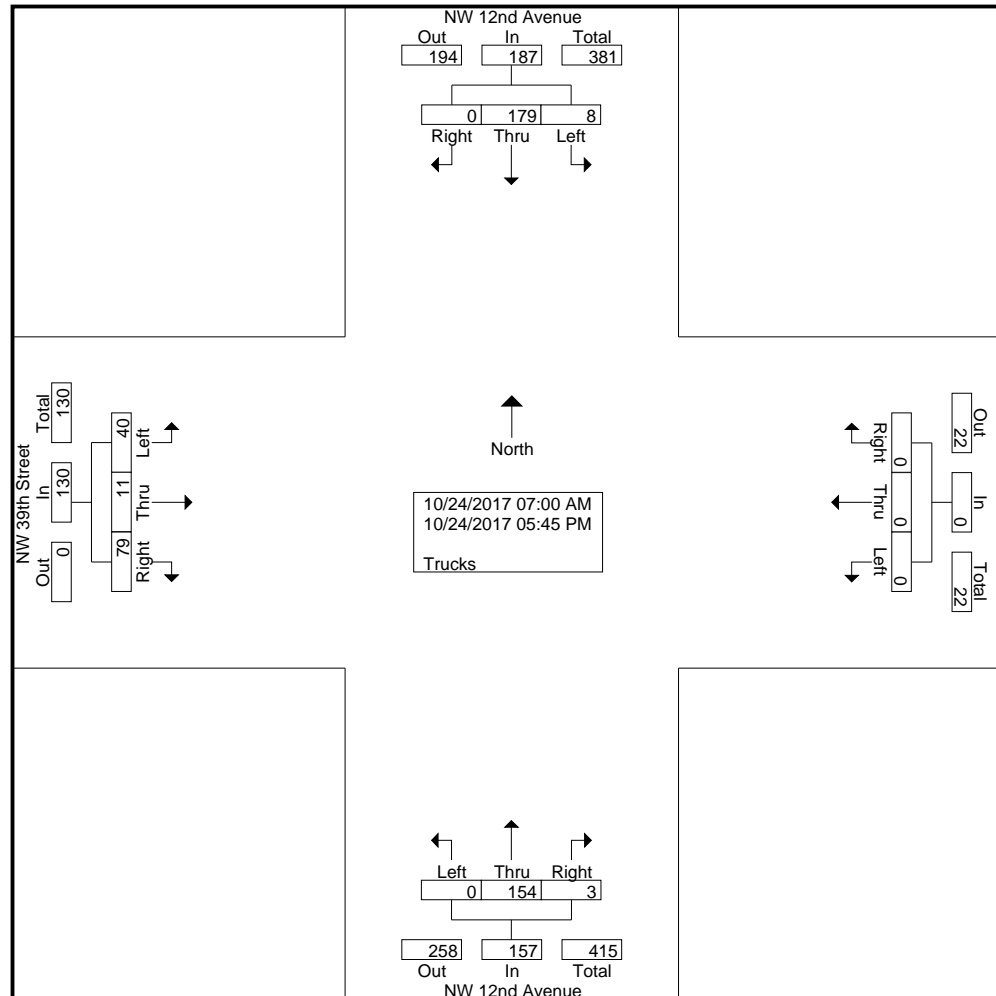 NW 12nd Avenue
Out In Total
194 187 381
0 179 8
Right Thru Left
NW 39th Street
Total In Out
130 130 0
40 11 79
Left Thru Right
North
10/24/2017 07:00 AM
10/24/2017 05:45 PM
Trucks
Right Thru Left
0 0 0
Out In Total
22 0 22
Left Thru Right
0 154 3
258 157 415
Out In Total
NW 12nd Avenue